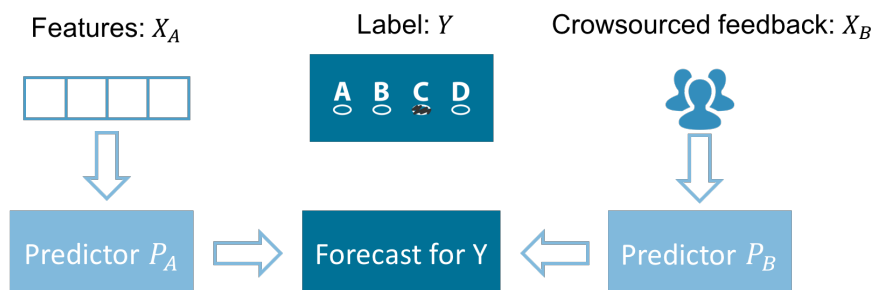 Features: X_A
Label: Y
Crowsourced feedback: X_B
A B C D
Predictor P_A
Forecast for Y
Predictor P_B